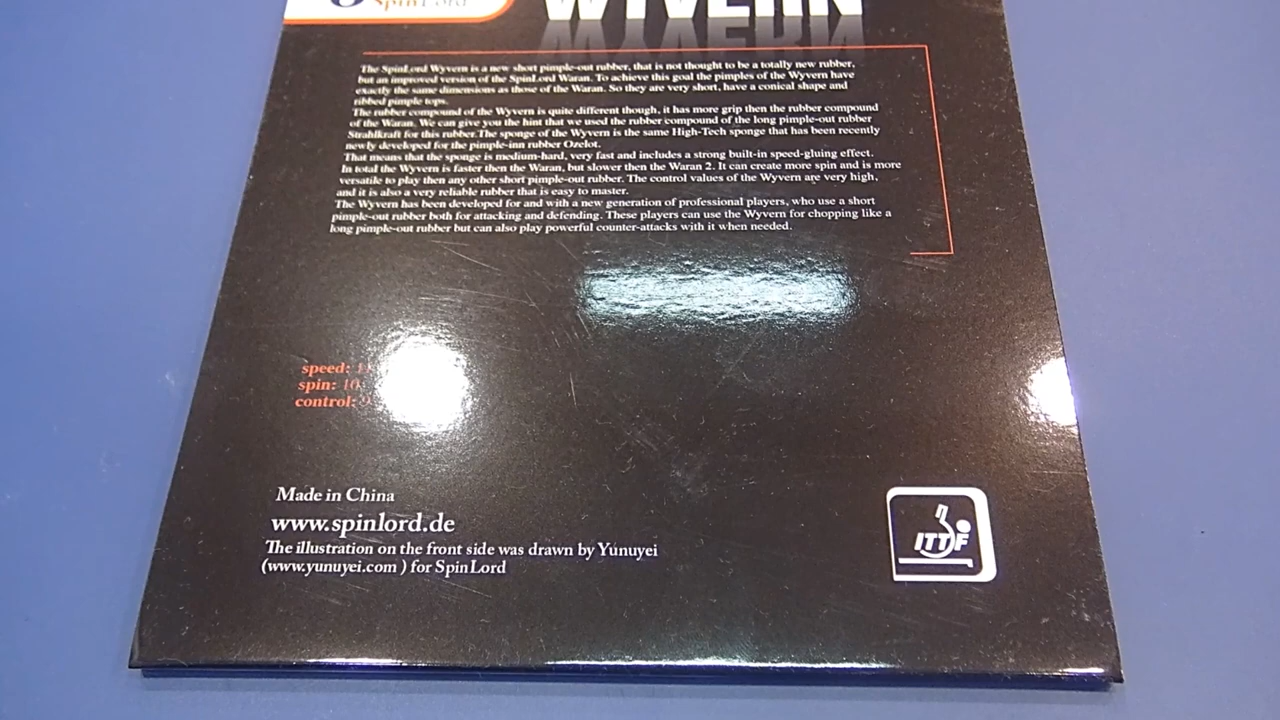 SpinLord
WYVERN
The SpinLord Wyvern is a new short pimple-out rubber, that is not thought to be a totally new rubber,
but an improved version of the SpinLord Waran. To achieve this goal the pimples of the Wyvern have
exactly the same dimensions as those of the Waran. So they are very short, have a conical shape and
ribbed pimple tops.
The rubber compound of the Wyvern is quite different though, it has more grip then the rubber compound
of the Waran. We can give you the hint that we used the rubber compound of the long pimple-out rubber
Strahlkraft for this rubber.The sponge of the Wyvern is the same High-Tech sponge that has been recently
newly developed for the pimple-inn rubber Ozelot.
That means that the sponge is medium-hard, very fast and includes a strong built-in speed-gluing effect.
In total the Wyvern is faster then the Waran, but slower then the Waran 2. It can create more spin and is more
versatile to play then any other short pimple-out rubber. The control values of the Wyvern are very high,
and it is also a very reliable rubber that is easy to master.
The Wyvern has been developed for and with a new generation of professional players, who use a short
pimple-out rubber both for attacking and defending. These players can use the Wyvern for chopping like a
long pimple-out rubber but can also play powerful counter-attacks with it when needed.
speed:
spin:
control:
Made in China
www.spinlord.de
The illustration on the front side was drawn by Yunuyei
(www.yunuyei.com ) for SpinLord
ITTF